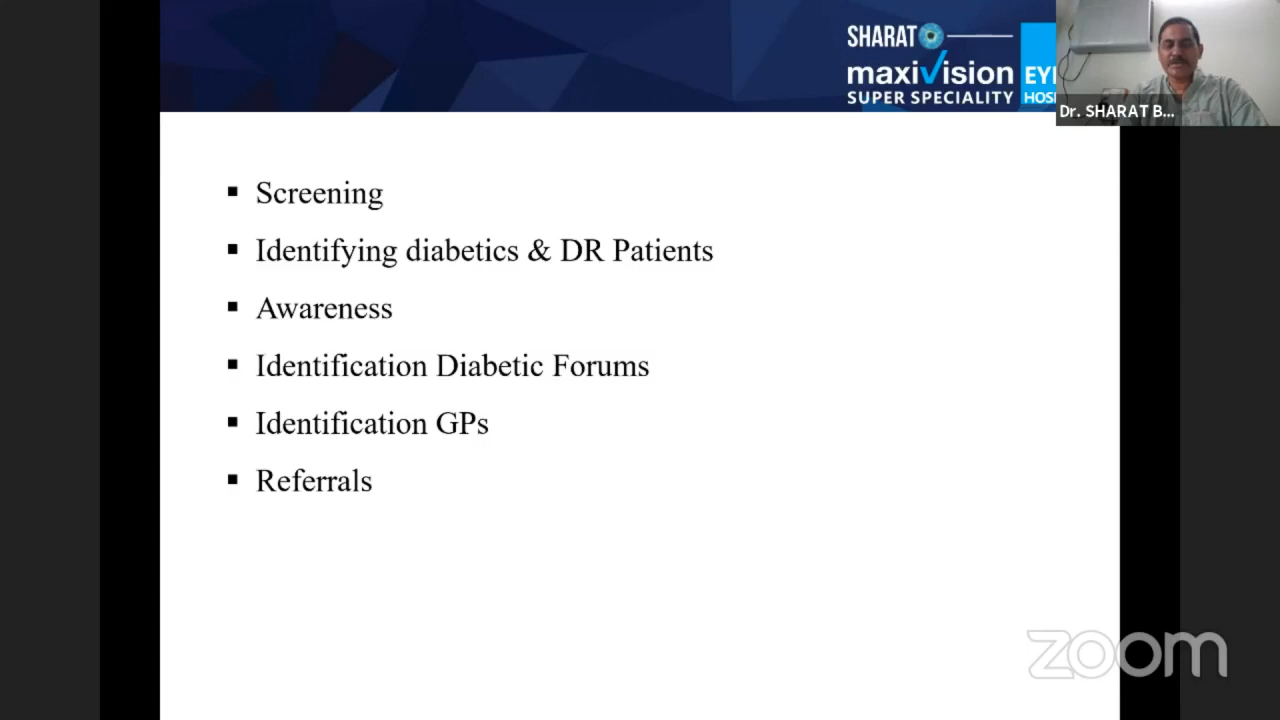 SHARAT
maxivision
SUPER SPECIALITY
HOS
Dr. SHARAT B...
Screening
Identifying diabetics & DR Patients
Awareness
Identification Diabetic Forums
Identification GPs
Referrals
zoom